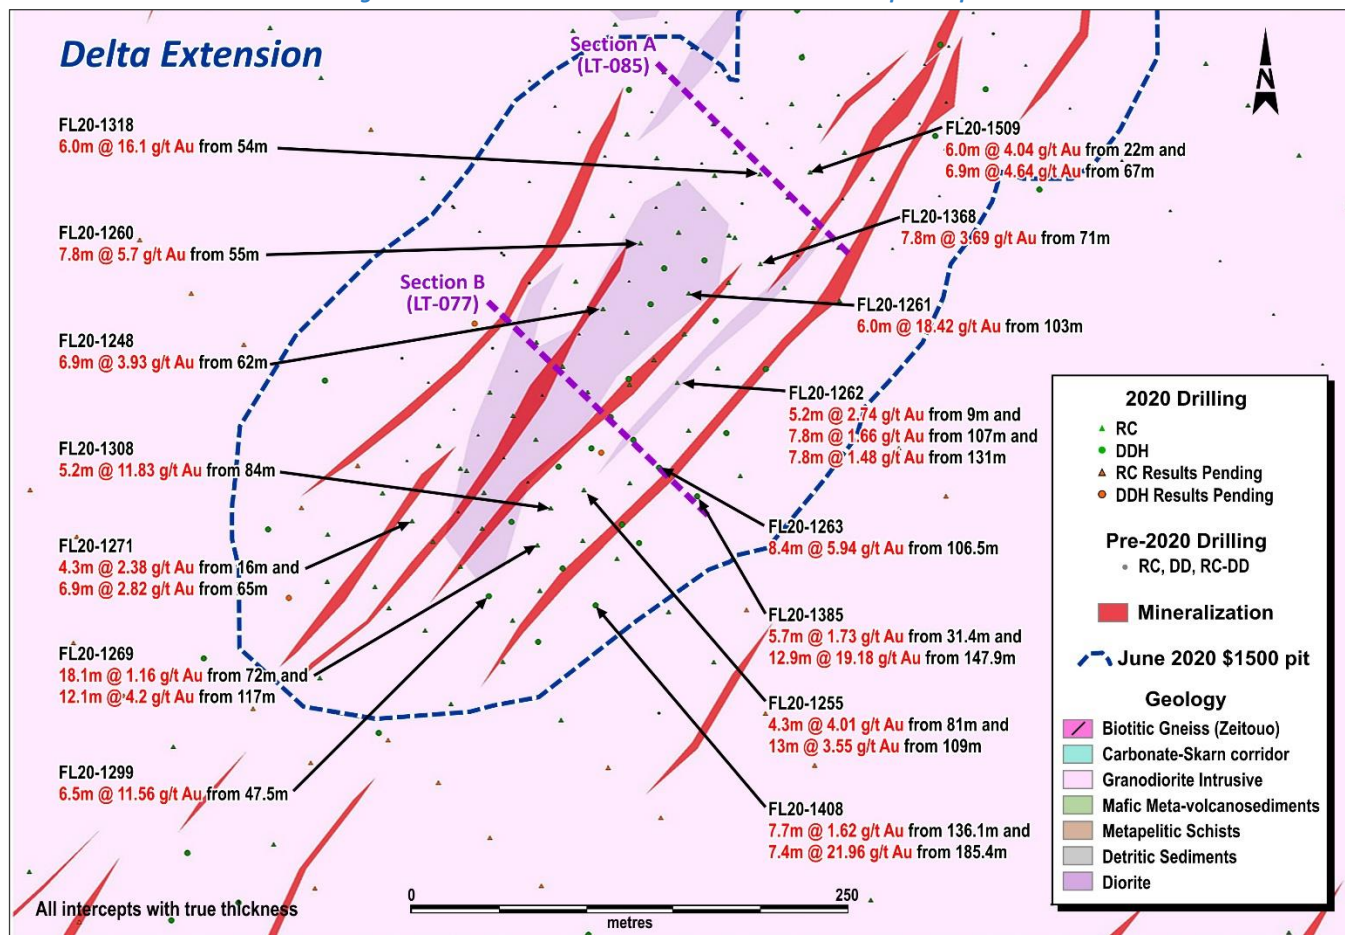 Delta Extension
Section A
(LT-085)
N
FL20-1318
6.0m @ 16.1 g/t Au from 54m
FL20-1509
6.0m @ 4.04 g/t Au from 22m and
6.9m @ 4.64 g/t Au from 67m
FL20-1260
7.8m @ 5.7 g/t Au from 55m
FL20-1368
7.8m @ 3.69 g/t Au from 71m
Section B
(LT-077)
FL20-1261
6.0m @ 18.42 g/t Au from 103m
FL20-1248
6.9m @ 3.93 g/t Au from 62m
FL20-1262
5.2m @ 2.74 g/t Au from 9m and
7.8m @ 1.66 g/t Au from 107m and
7.8m @ 1.48 g/t Au from 131m
FL20-1308
5.2m @ 11.83 g/t Au from 84m
FL20-1263
8.4m @ 5.94 g/t Au from 106.5m
FL20-1271
4.3m @ 2.38 g/t Au from 16m and
6.9m @ 2.82 g/t Au from 65m
FL20-1385
5.7m @ 1.73 g/t Au from 31.4m and
12.9m @ 19.18 g/t Au from 147.9m
FL20-1269
18.1m @ 1.16 g/t Au from 72m and
12.1m @ 4.2 g/t Au from 117m
FL20-1255
4.3m @ 4.01 g/t Au from 81m and
13m @ 3.55 g/t Au from 109m
FL20-1299
6.5m @ 11.56 g/t Au from 47.5m
FL20-1408
7.7m @ 1.62 g/t Au from 136.1m and
7.4m @ 21.96 g/t Au from 185.4m
2020 Drilling
RC
DDH
RC Results Pending
DDH Results Pending
Pre-2020 Drilling
RC, DD, RC-DD
Mineralization
June 2020 $1500 pit
Geology
Biotitic Gneiss (Zeitouo)
Carbonate-Skarn corridor
Granodiorite Intrusive
Mafic Meta-volcanosediments
Metapelitic Schists
Detritic Sediments
Diorite
All intercepts with true thickness
0 250
metres